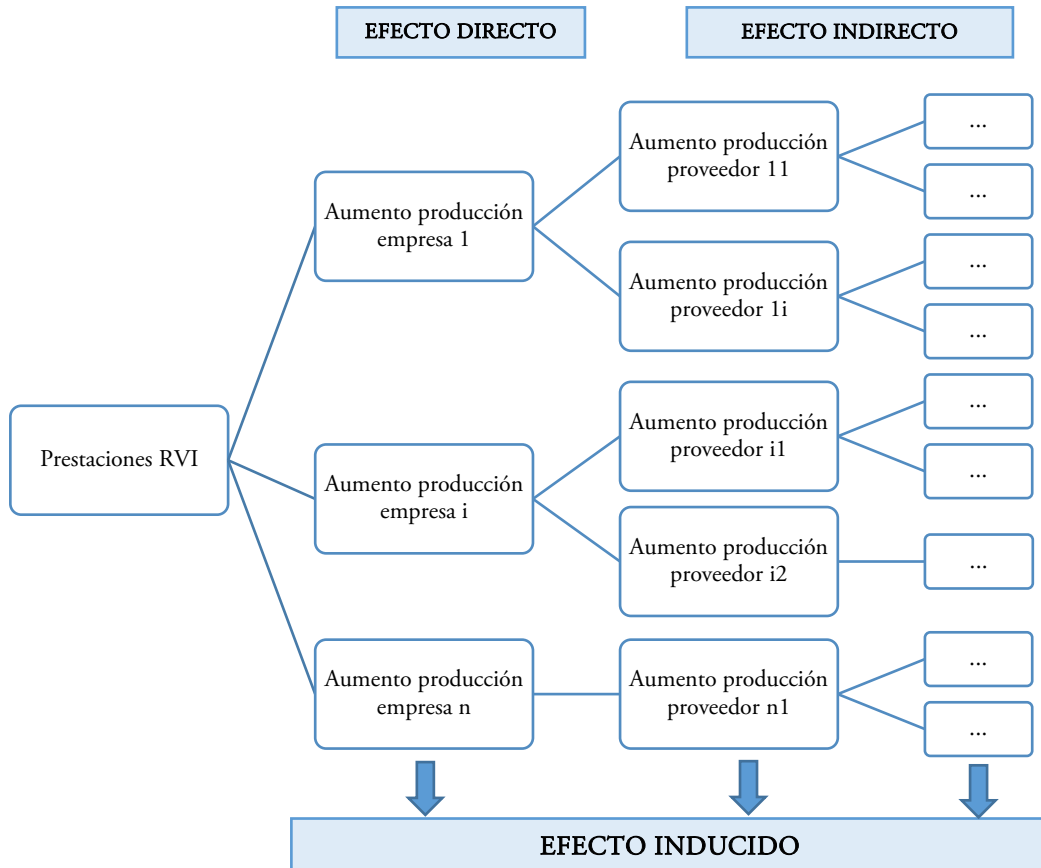 EFECTO DIRECTO
EFECTO INDIRECTO
Prestaciones RVI
Aumento producción
empresa 1
Aumento producción
proveedor 11
...
...
Aumento producción
proveedor 1i
...
...
Aumento producción
empresa i
Aumento producción
proveedor i1
...
...
Aumento producción
proveedor i2
...
Aumento producción
empresa n
Aumento producción
proveedor n1
...
...
EFECTO INDUCIDO